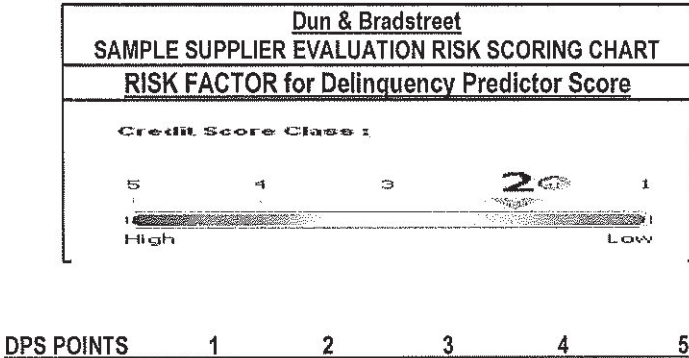 Dun & Bradstreet
SAMPLE SUPPLIER EVALUATION RISK SCORING CHART
RISK FACTOR for Delinquency Predictor Score
Credit Score Class :
5 4 3 2 1
High Low
DPS POINTS 1 2 3 4 5